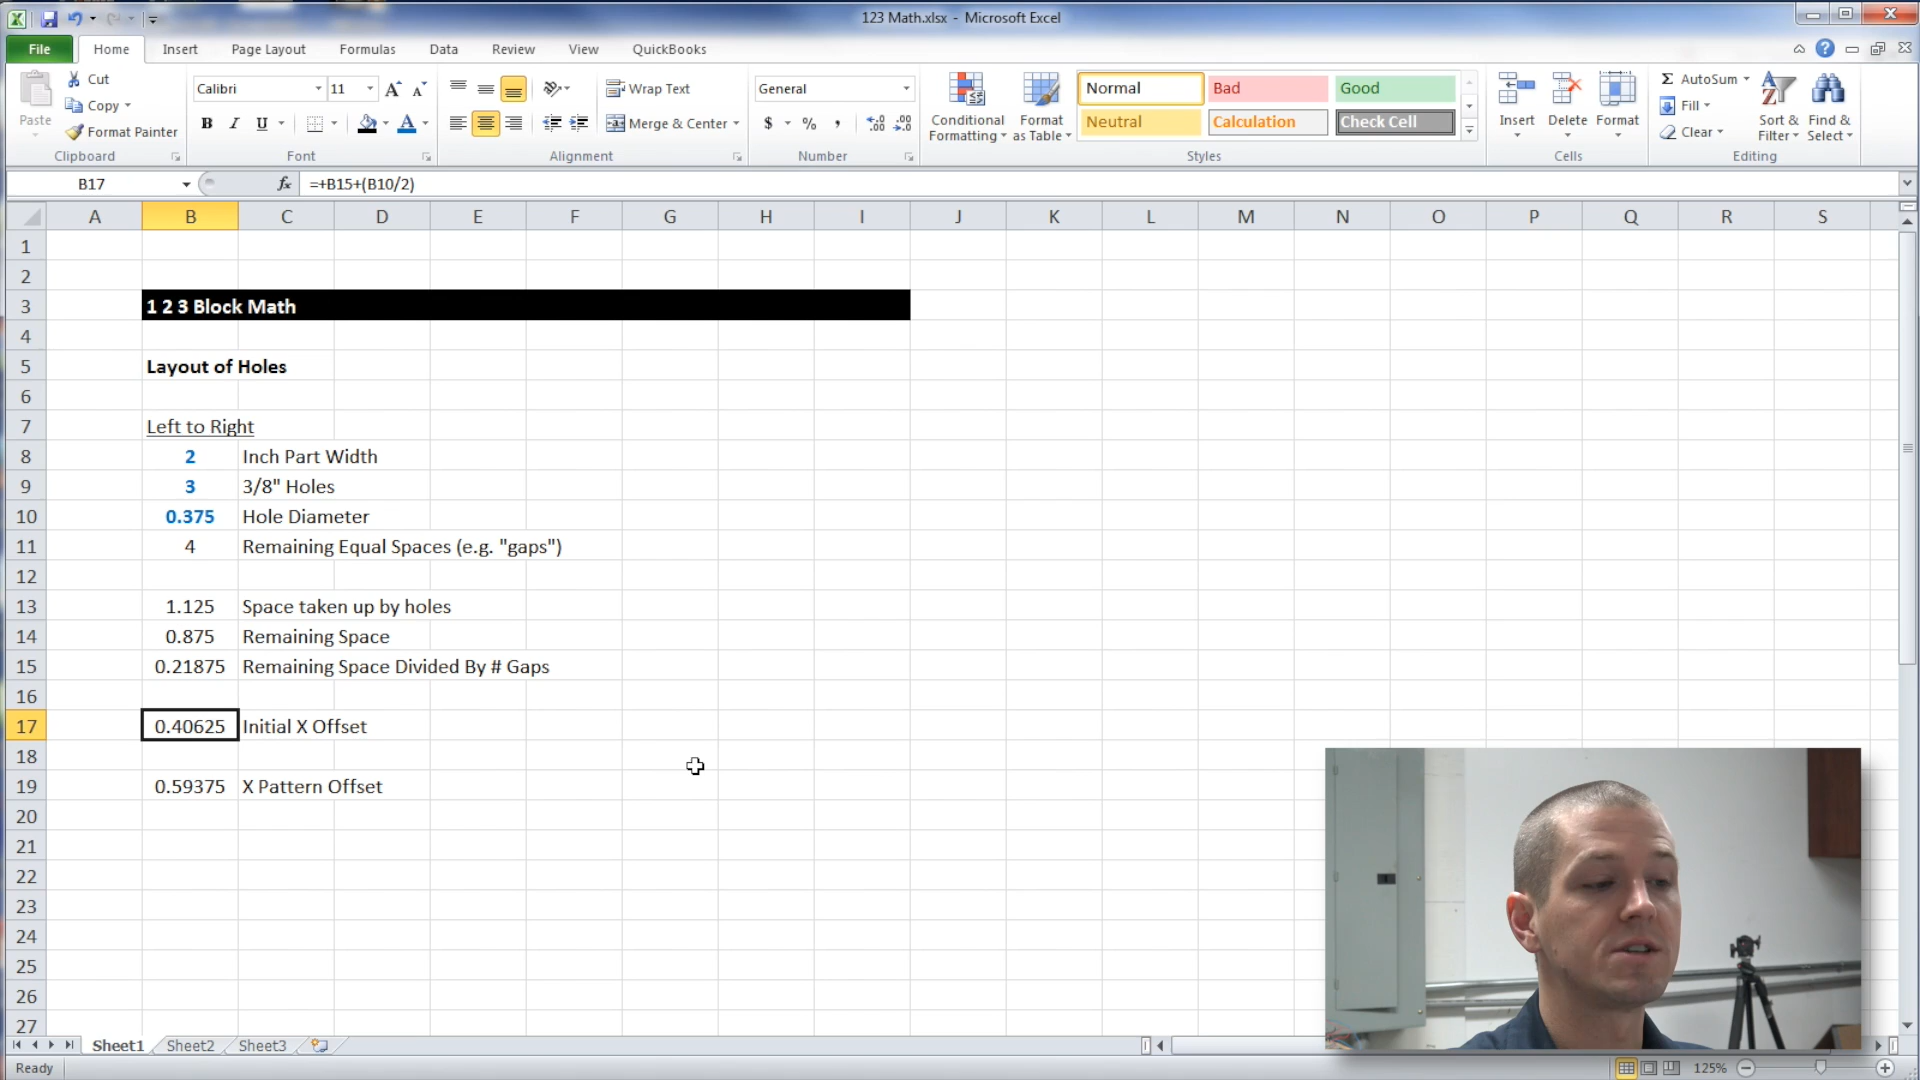 123 Math.xlsx - Microsoft Excel
File Home Insert Page Layout Formulas Data Review View QuickBooks
Paste
Cut
Copy
Format Painter
Clipboard
Calibri 11
B I U
Font
Wrap Text
Merge & Center
Alignment
General
$ % ,
Number
Conditional Formatting
Format as Table
Normal Bad Good
Neutral Calculation Check Cell
Styles
Insert Delete Format
Cells
AutoSum
Fill
Clear
Sort & Filter
Find & Select
Editing
B17 fx =+B15+(B10/2)
A B C D E F G H I J K L M N O P Q R S
1
2
3 1 2 3 Block Math
4
5 Layout of Holes
6
7 Left to Right
8 2 Inch Part Width
9 3 3/8" Holes
10 0.375 Hole Diameter
11 4 Remaining Equal Spaces (e.g. "gaps")
12
13 1.125 Space taken up by holes
14 0.875 Remaining Space
15 0.21875 Remaining Space Divided By # Gaps
16
17 0.40625 Initial X Offset
18
19 0.59375 X Pattern Offset
20
21
22
23
24
25
26
27
Sheet1 Sheet2 Sheet3
Ready 125%